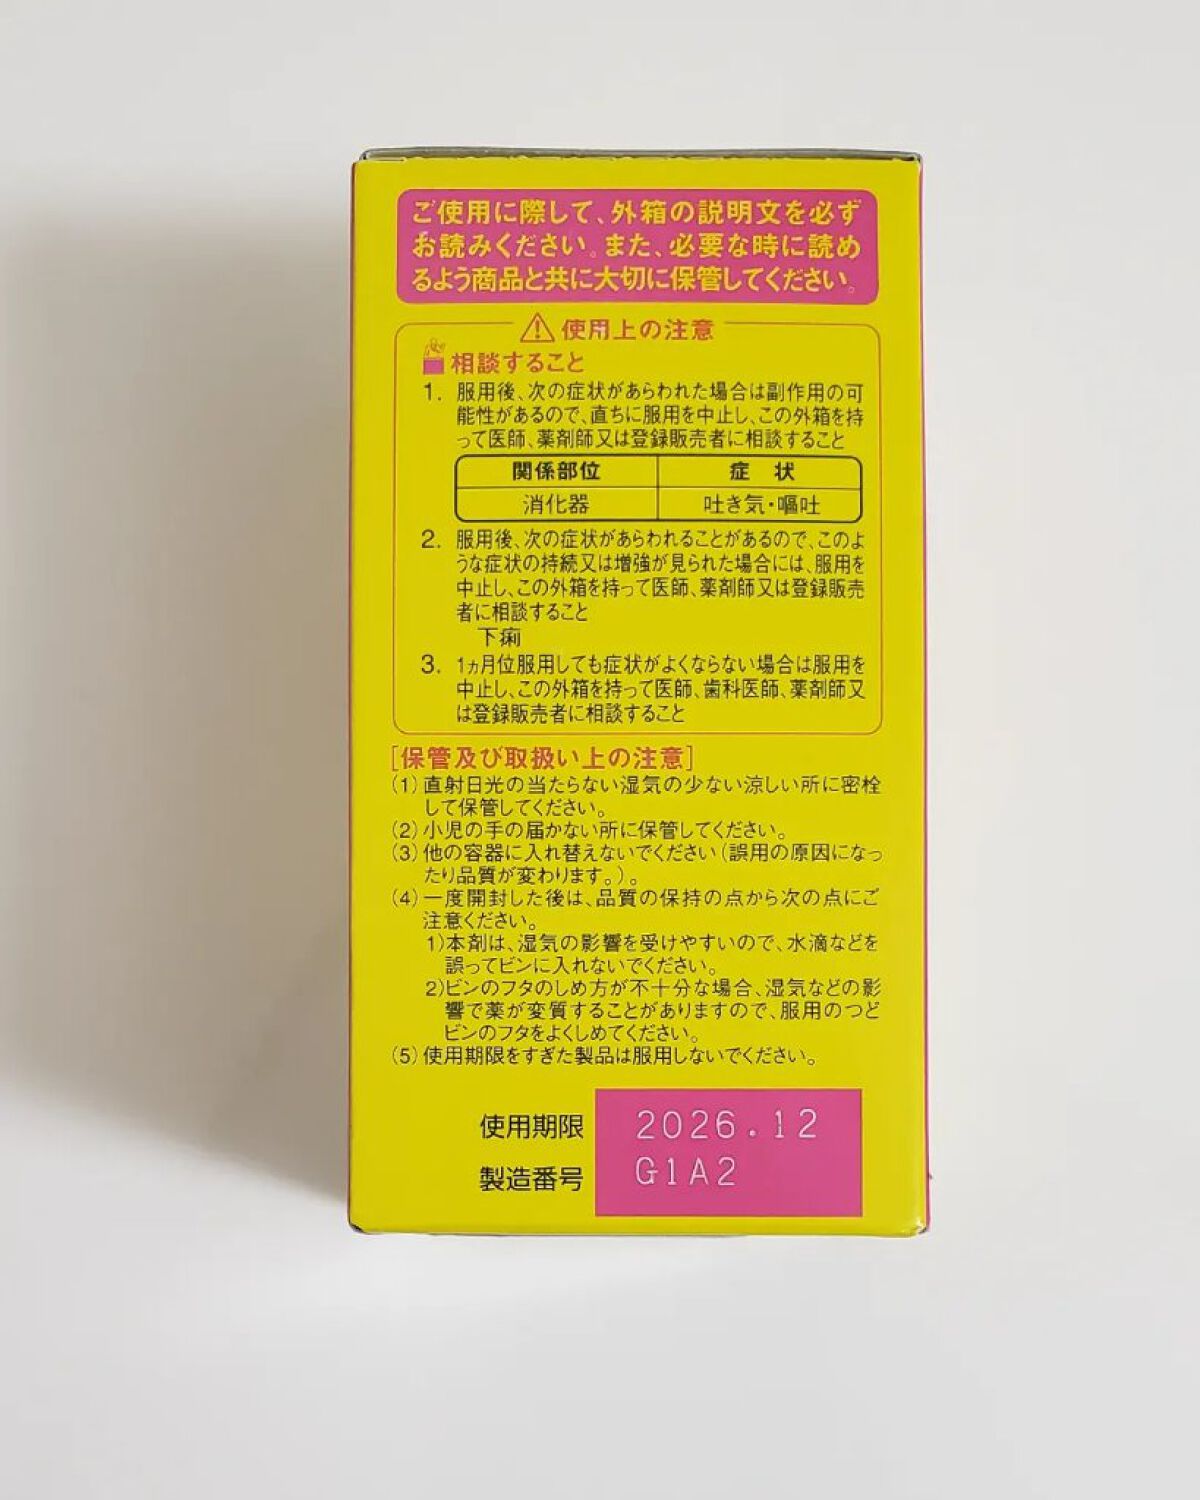 ご使用に際して、外箱の説明文を必ず
お読みください。また、必要な時に読め
るよう商品と共に大切に保管してください。
⚠使用上の注意
相談すること
1. 服用後、次の症状があらわれた場合は副作用の可
能性があるので、直ちに服用を中止し、この外箱を持
って医師、薬剤師又は登録販売者に相談すること
関係部位 症状
消化器 吐き気・嘔吐
2. 服用後、次の症状があらわれることがあるので、このよ
うな症状の持続又は増強が見られた場合には、服用を
中止し、この外箱を持って医師、薬剤師又は登録販売
者に相談すること
下痢
3. 1ヵ月位服用しても症状がよくならない場合は服用を
中止し、この外箱を持って医師、歯科医師、薬剤師又
は登録販売者に相談すること
[保管及び取扱い上の注意]
(1)直射日光の当たらない湿気の少ない涼しい所に密栓
して保管してください。
(2)小児の手の届かない所に保管してください。
(3)他の容器に入れ替えないでください(誤用の原因になっ
たり品質が変わります。)。
(4)一度開封した後は、品質の保持の点から次の点にご
注意ください。
1)本剤は、湿気の影響を受けやすいので、水滴などを
誤ってビンに入れないでください。
2)ビンのフタのしめ方が不十分な場合、湿気などの影
響で薬が変質することがありますので、服用のつど
ビンのフタをよくしめてください。
(5)使用期限をすぎた製品は服用しないでください。
使用期限 2026.12
製造番号 G1A2